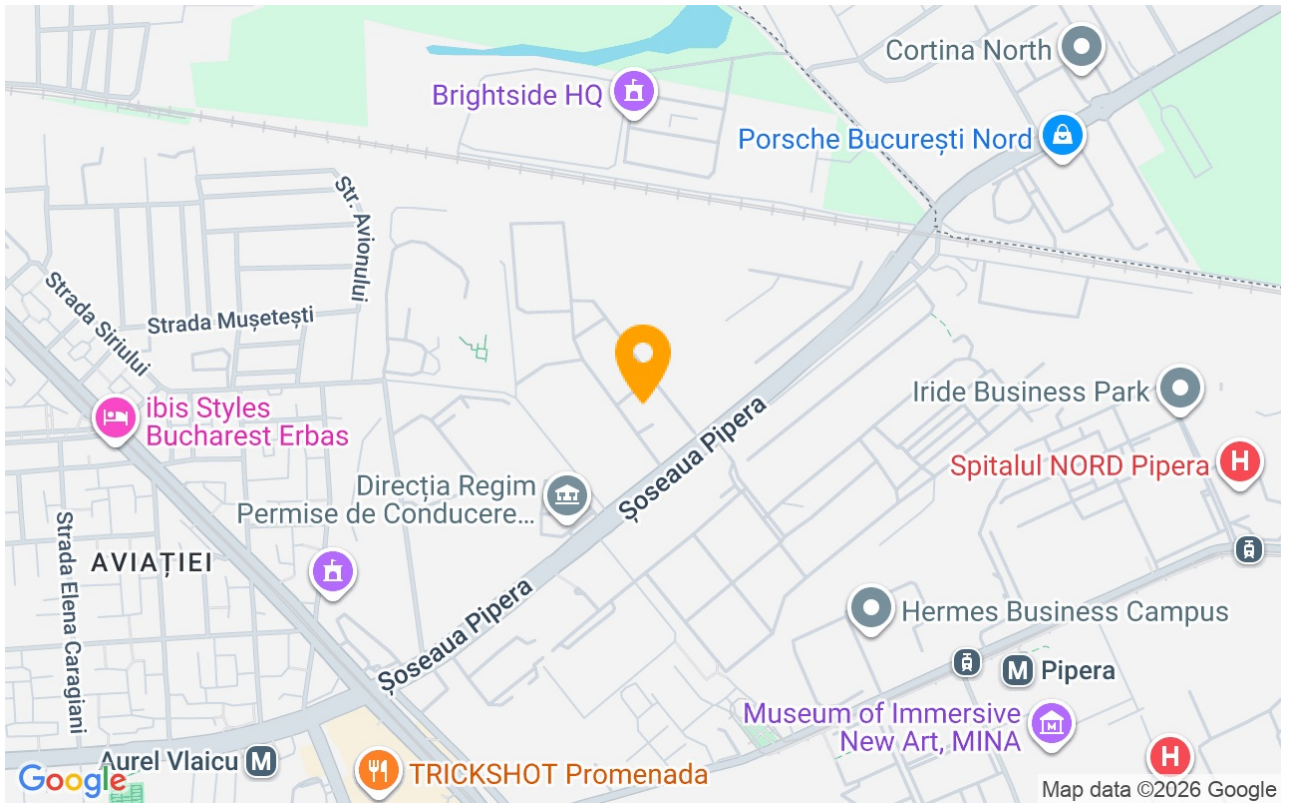 Cortina North
Brightside HQ
Porsche București Nord
Str. Avionului
Strada Siriului
Strada Mușetești
ibis Styles
Bucharest Erbas
Iride Business Park
Șoseaua Pipera
Spitalul NORD Pipera
H
Direcția Regim
Permise de Conducere...
Strada Elena Caragiani
AVIAȚIEI
Șoseaua Pipera
Hermes Business Campus
M Pipera
Museum of Immersive
New Art, MINA
M
Aurel Vlaicu M
H
TRICKSHOT Promenada
Google
Map data ©2026 Google